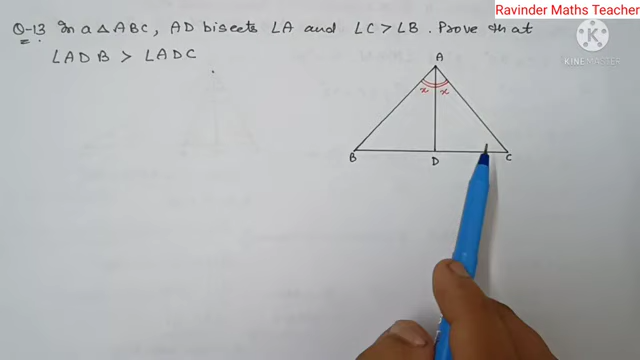 Ravinder Maths Teacher
KINEMASTER
Q-13 In a △ ABC, AD bisects ∠A and ∠C > ∠B. Prove that
∠ADB > ∠ADC
A
x x
B D C